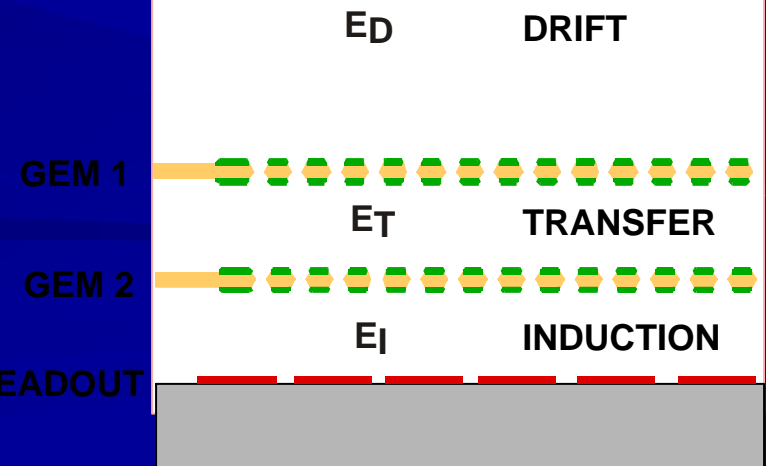 ED DRIFT
GEM 1
ET TRANSFER
GEM 2
EI INDUCTION
EADOUT